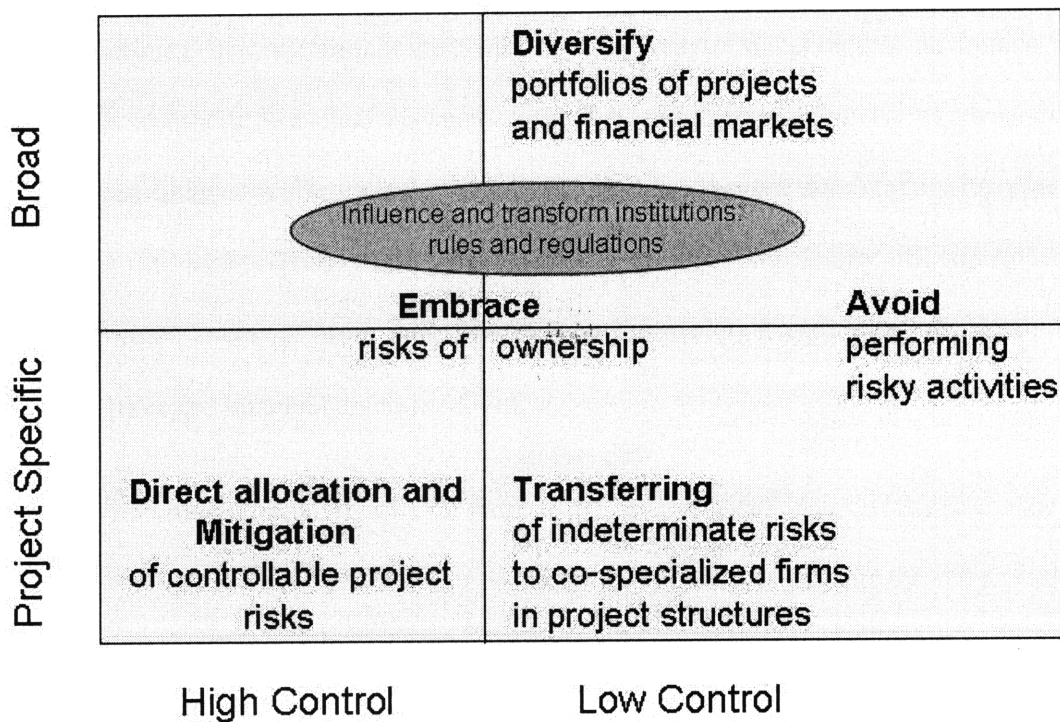 Broad
Diversify
portfolios of projects
and financial markets
Influence and transform institutions:
rules and regulations
Embrace
risks of ownership
Avoid
performing
risky activities
Project Specific
Direct allocation and
Mitigation
of controllable project
risks
Transferring
of indeterminate risks
to co-specialized firms
in project structures
High Control
Low Control